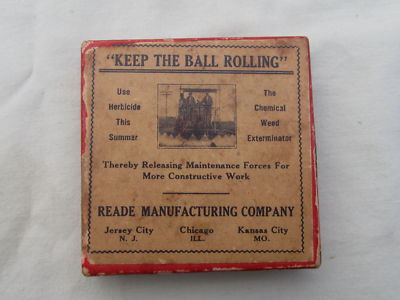 "KEEP THE BALL ROLLING"
Use
Herbicide
This
Summer
The
Chemical
Weed
Exterminator
Thereby Releasing Maintenance Forces For
More Constructive Work
READE MANUFACTURING COMPANY
Jersey City
N. J.
Chicago
ILL.
Kansas City
MO.